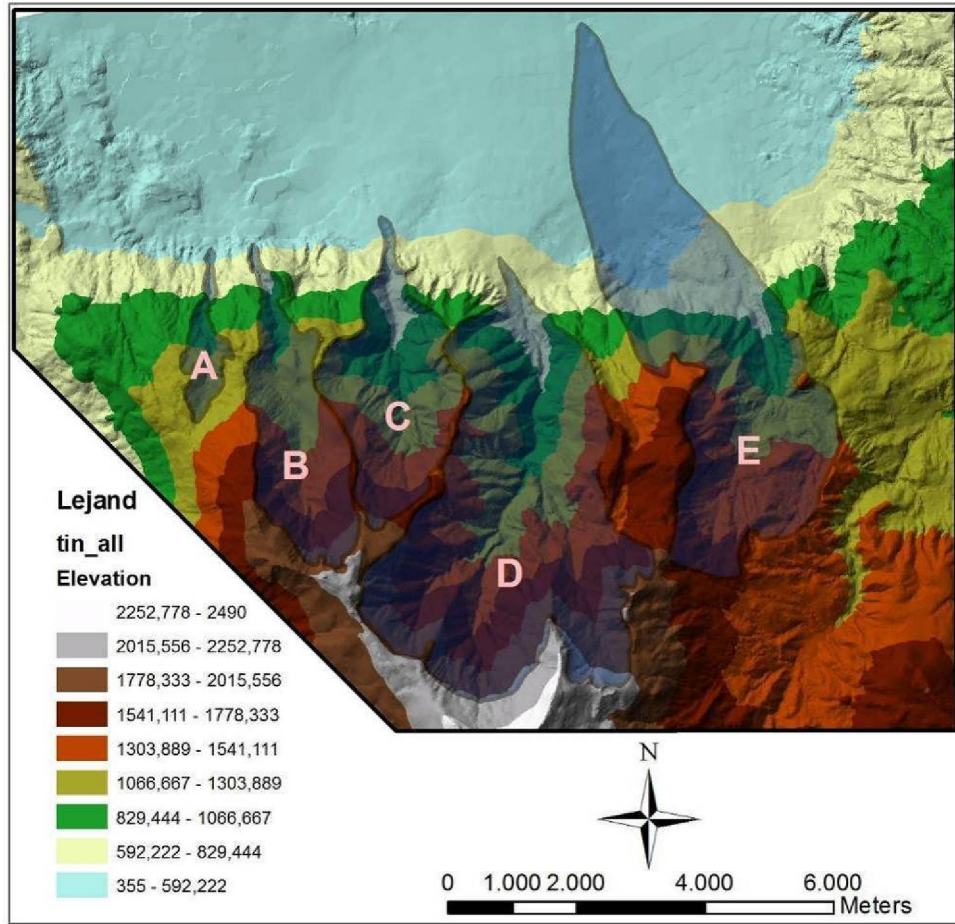 A
B
C
D
E
Lejand
tin_all
Elevation
2252,778 - 2490
2015,556 - 2252,778
1778,333 - 2015,556
1541,111 - 1778,333
1303,889 - 1541,111
1066,667 - 1303,889
829,444 - 1066,667
592,222 - 829,444
355 - 592,222
N
0 1.000 2.000 4.000 6.000
Meters